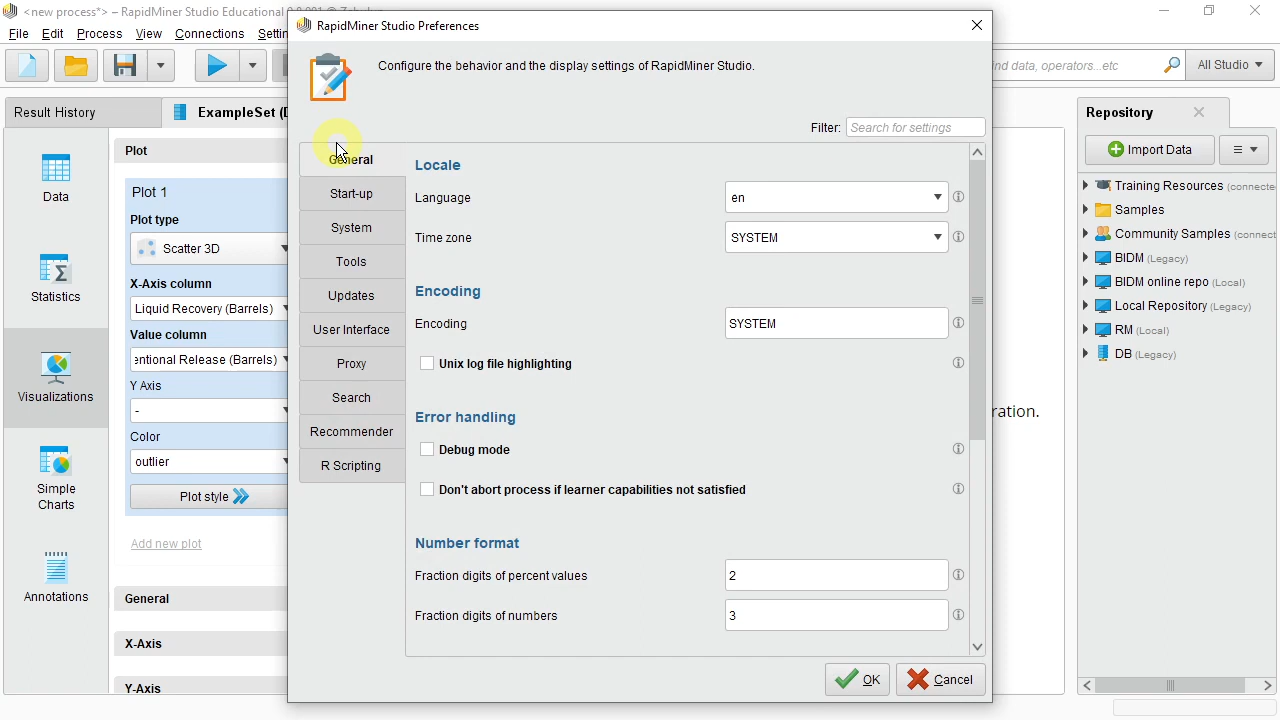 <new process*> – RapidMiner Studio Educational
RapidMiner Studio Preferences
File Edit Process View Connections
Configure the behavior and the display settings of RapidMiner Studio.
data, operators...etc
All Studio
Result History
ExampleSet
Repository
Filter: Search for settings
Import Data
Data
Statistics
Visualizations
Simple
Charts
Annotations
Plot
Plot 1
Plot type
Scatter 3D
X-Axis column
Liquid Recovery (Barrels)
Value column
entional Release (Barrels)
Y Axis
-
Color
outlier
Plot style
Add new plot
General
X-Axis
Y-Axis
General
Start-up
System
Tools
Updates
User Interface
Proxy
Search
Recommender
R Scripting
Locale
Language en
Time zone SYSTEM
Encoding
Encoding SYSTEM
Unix log file highlighting
Error handling
Debug mode
Don't abort process if learner capabilities not satisfied
Number format
Fraction digits of percent values 2
Fraction digits of numbers 3
OK Cancel
ration.
Training Resources (connecte
Samples
Community Samples (connect
BIDM (Legacy)
BIDM online repo (Local)
Local Repository (Legacy)
RM (Local)
DB (Legacy)